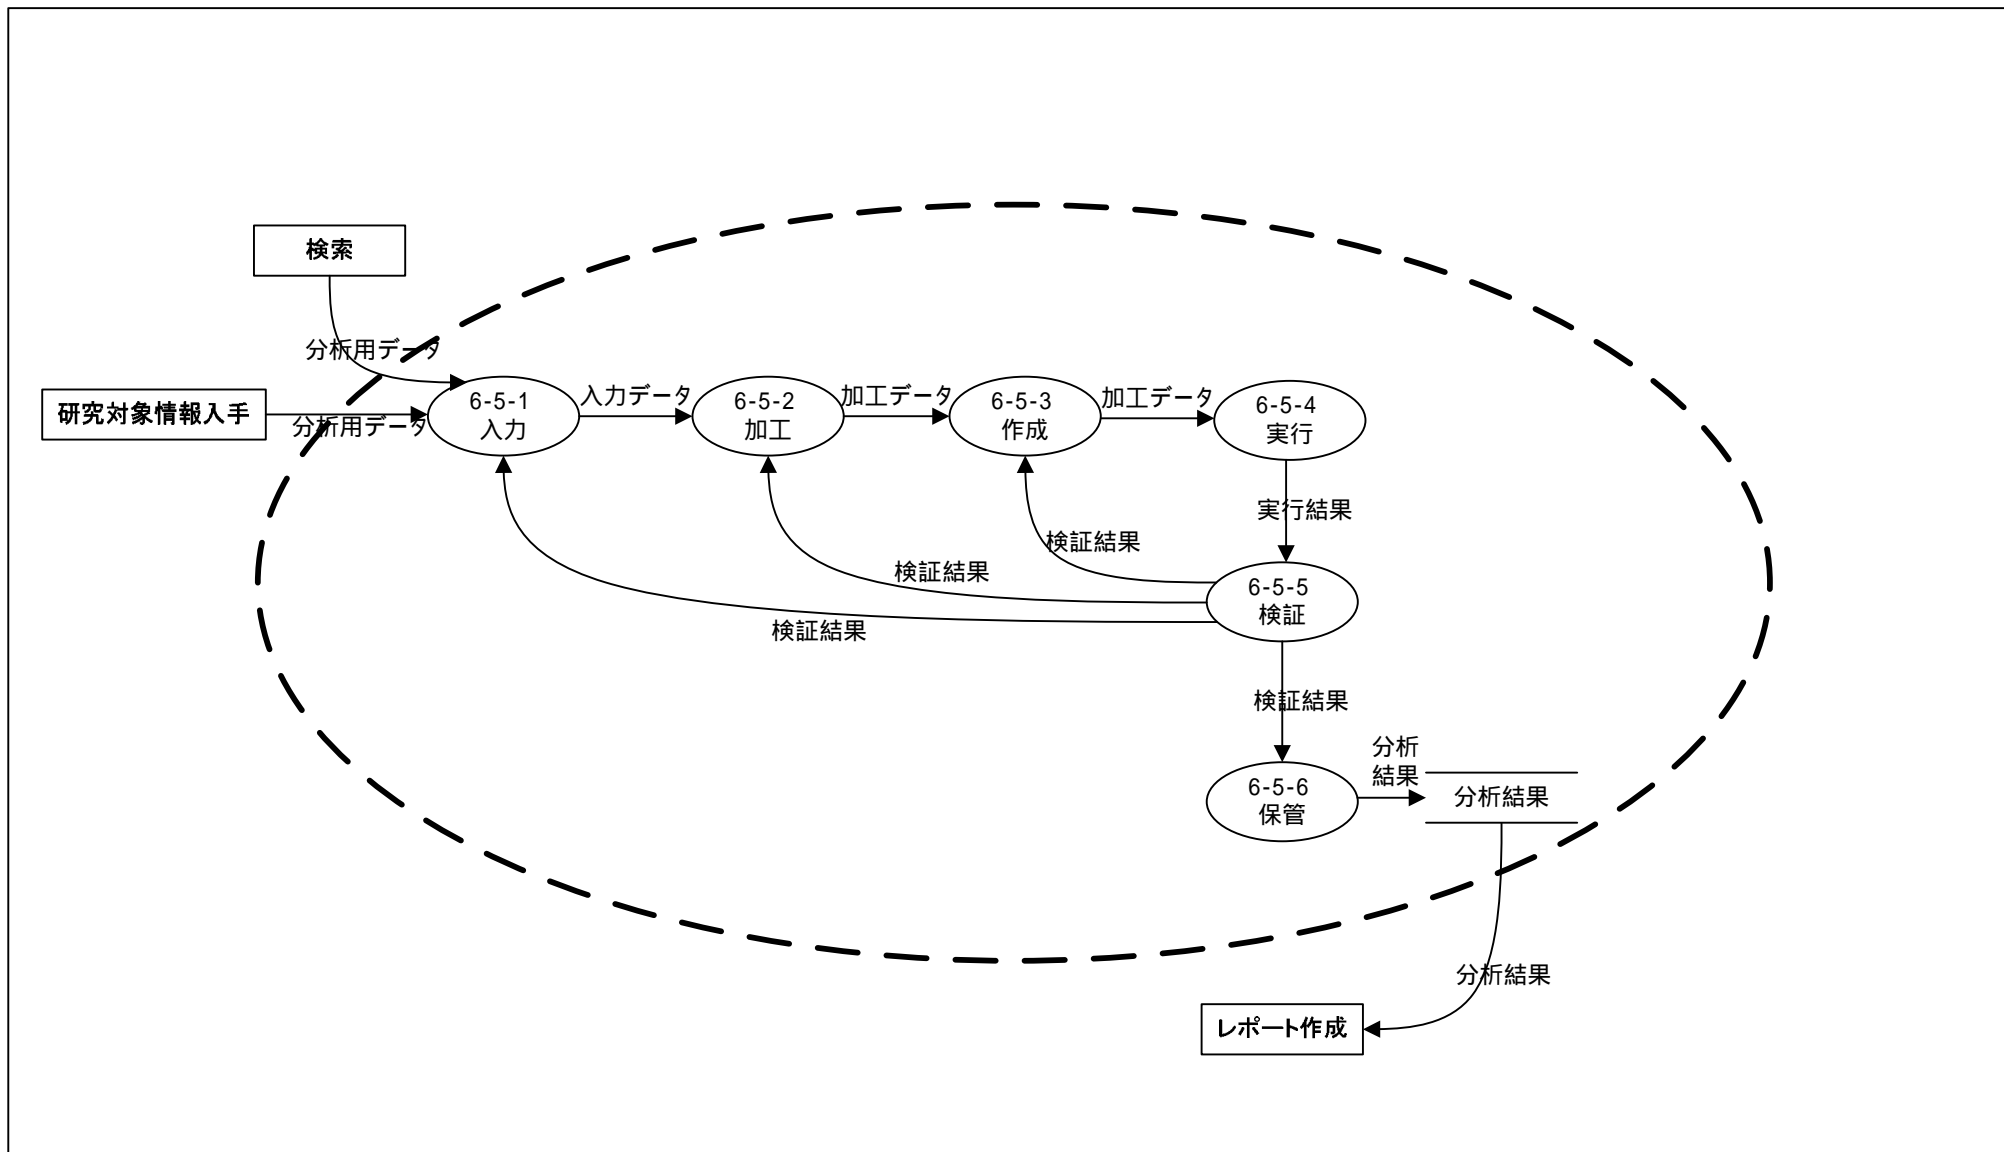 検索
分析用データ
研究対象情報入手
分析用データ
6-5-1
入力
入力データ
6-5-2
加工
加工データ
6-5-3
作成
加工データ
6-5-4
実行
実行結果
検証結果
検証結果
検証結果
6-5-5
検証
検証結果
6-5-6
保管
分析
結果
分析結果
分析結果
レポート作成